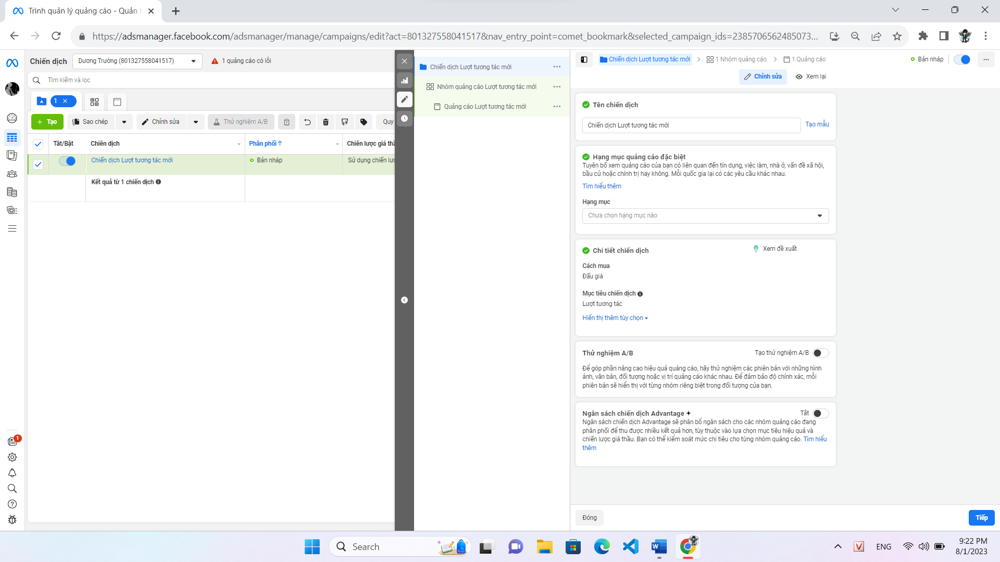 Trình quản lý quảng cáo - Quản l
https://adsmanager.facebook.com/adsmanager/manage/campaigns/edit?act=801327558041517&nav_entry_point=comet_bookmark&selected_campaign_ids=2385706562485073...
Chiến dịch
Dương Trường (801327558041517)
1 quảng cáo có lỗi
Tìm kiếm và lọc
1
Tạo
Sao chép
Chỉnh sửa
Thử nghiệm A/B
Quy
Tắt/Bật
Chiến dịch
Phân phối ↑
Chiến lược giá thầ
Chiến dịch Lượt tương tác mới
Bản nháp
Sử dụng chiến lượ
Kết quả từ 1 chiến dịch
1
Chiến dịch Lượt tương tác mới
Nhóm quảng cáo Lượt tương tác mới
Quảng cáo Lượt tương tác mới
Chiến dịch Lượt tương tác mới
1 Nhóm quảng cáo
1 Quảng cáo
Bản nháp
Chỉnh sửa
Xem lại
Tên chiến dịch
Chiến dịch Lượt tương tác mới
Tạo mẫu
Hạng mục quảng cáo đặc biệt
Tuyên bố xem quảng cáo của bạn có liên quan đến tín dụng, việc làm, nhà ở, vấn đề xã hội,
bầu cử hoặc chính trị hay không. Mỗi quốc gia lại có các yêu cầu khác nhau.
Tìm hiểu thêm
Hạng mục
Chưa chọn hạng mục nào
Chi tiết chiến dịch
Xem đề xuất
Cách mua
Đấu giá
Mục tiêu chiến dịch
Lượt tương tác
Hiển thị thêm tùy chọn
Thử nghiệm A/B
Tạo thử nghiệm A/B
Để góp phần nâng cao hiệu quả quảng cáo, hãy thử nghiệm các phiên bản với những hình
ảnh, văn bản, đối tượng hoặc vị trí quảng cáo khác nhau. Để đảm bảo độ chính xác, mỗi
phiên bản sẽ hiển thị với từng nhóm riêng biệt trong đối tượng của bạn.
Ngân sách chiến dịch Advantage +
Tắt
Ngân sách chiến dịch Advantage sẽ phân bổ ngân sách cho các nhóm quảng cáo đang
phân phối để thu được nhiều kết quả hơn, tùy thuộc vào lựa chọn mục tiêu hiệu quả và
chiến lược giá thầu. Bạn có thể kiểm soát mức chi tiêu cho từng nhóm quảng cáo. Tìm hiểu
thêm
Đóng
Tiếp
Search
ENG
9:22 PM
8/1/2023